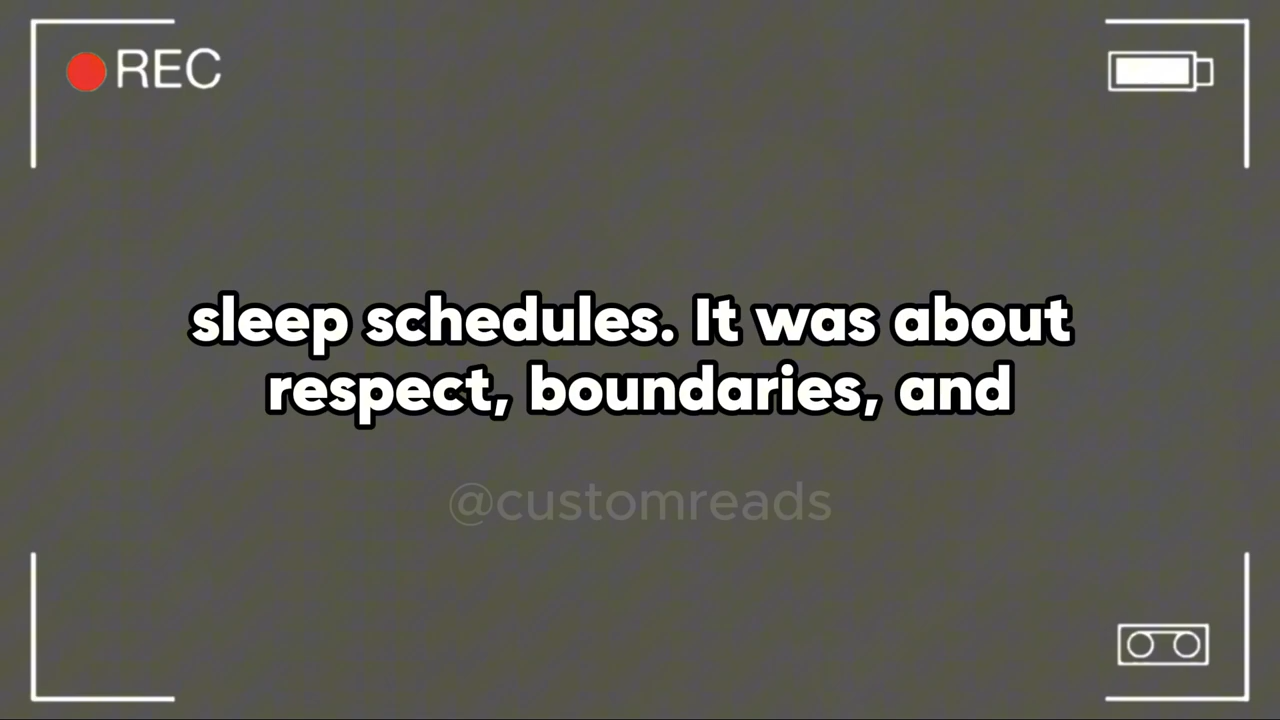 REC
sleep schedules. It was about
respect, boundaries, and
@customreads